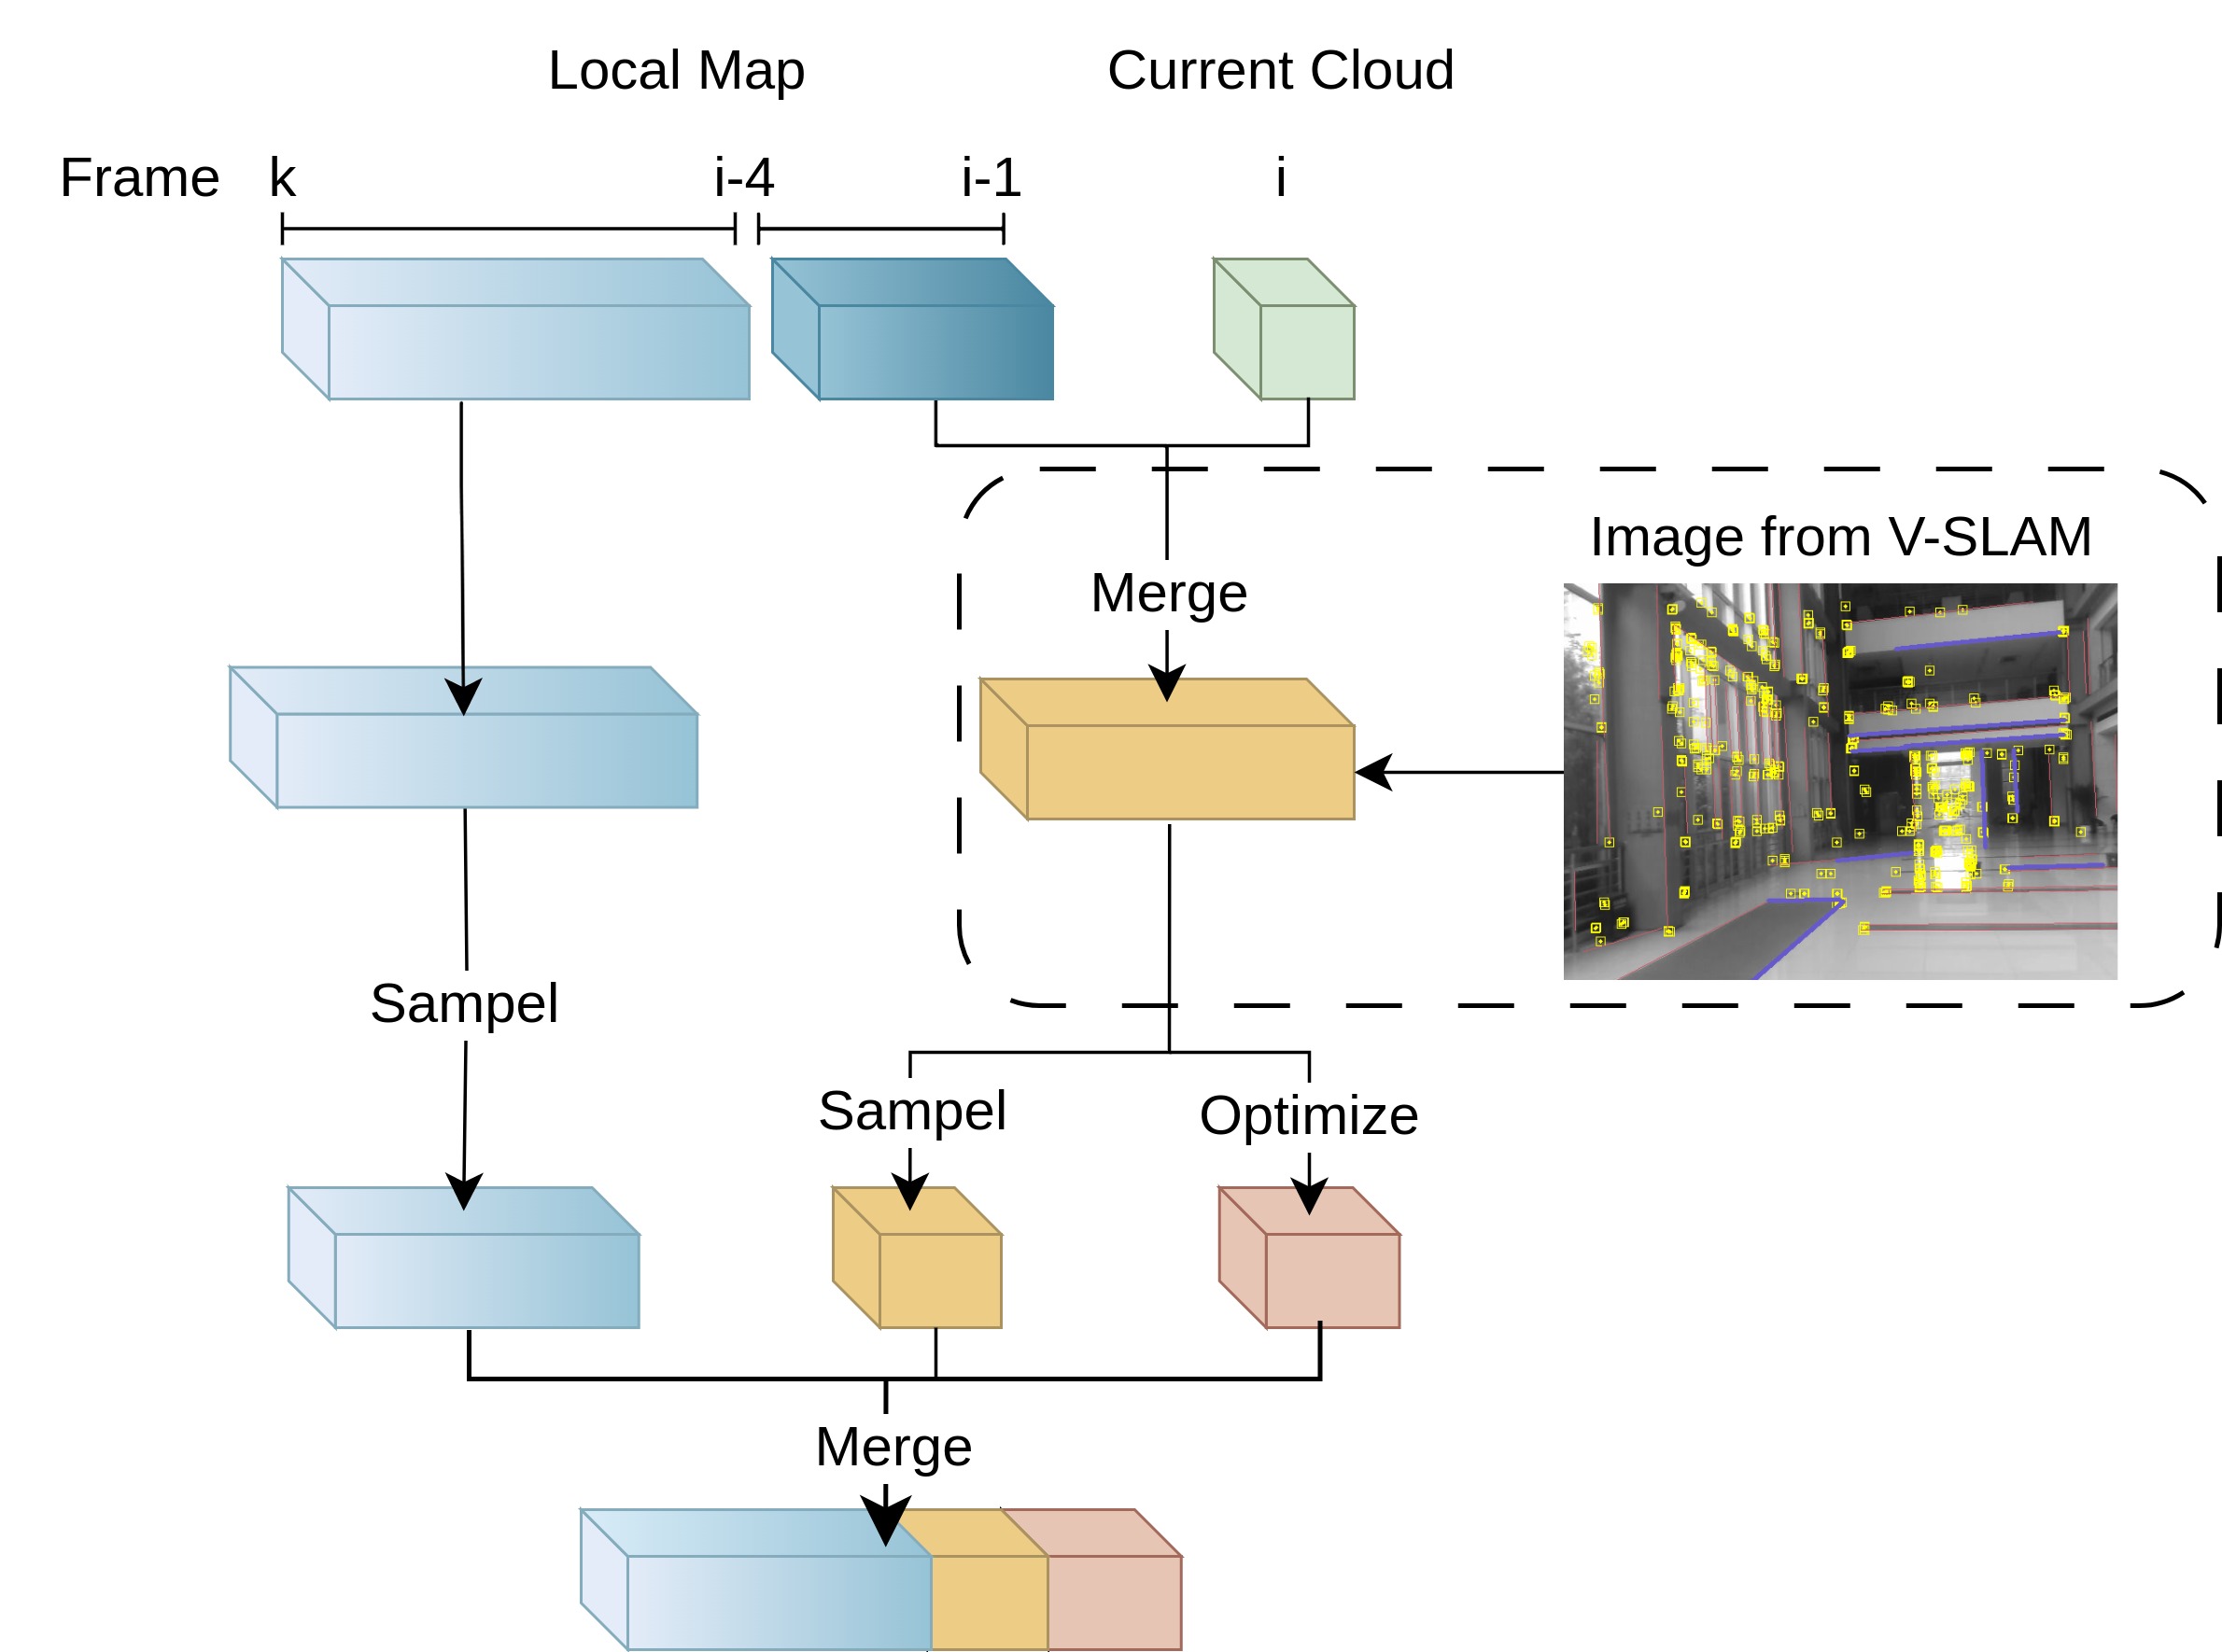 Local Map
Current Cloud
Frame k i-4 i-1 i
Image from V-SLAM
Merge
Sampel
Sampel
Optimize
Merge